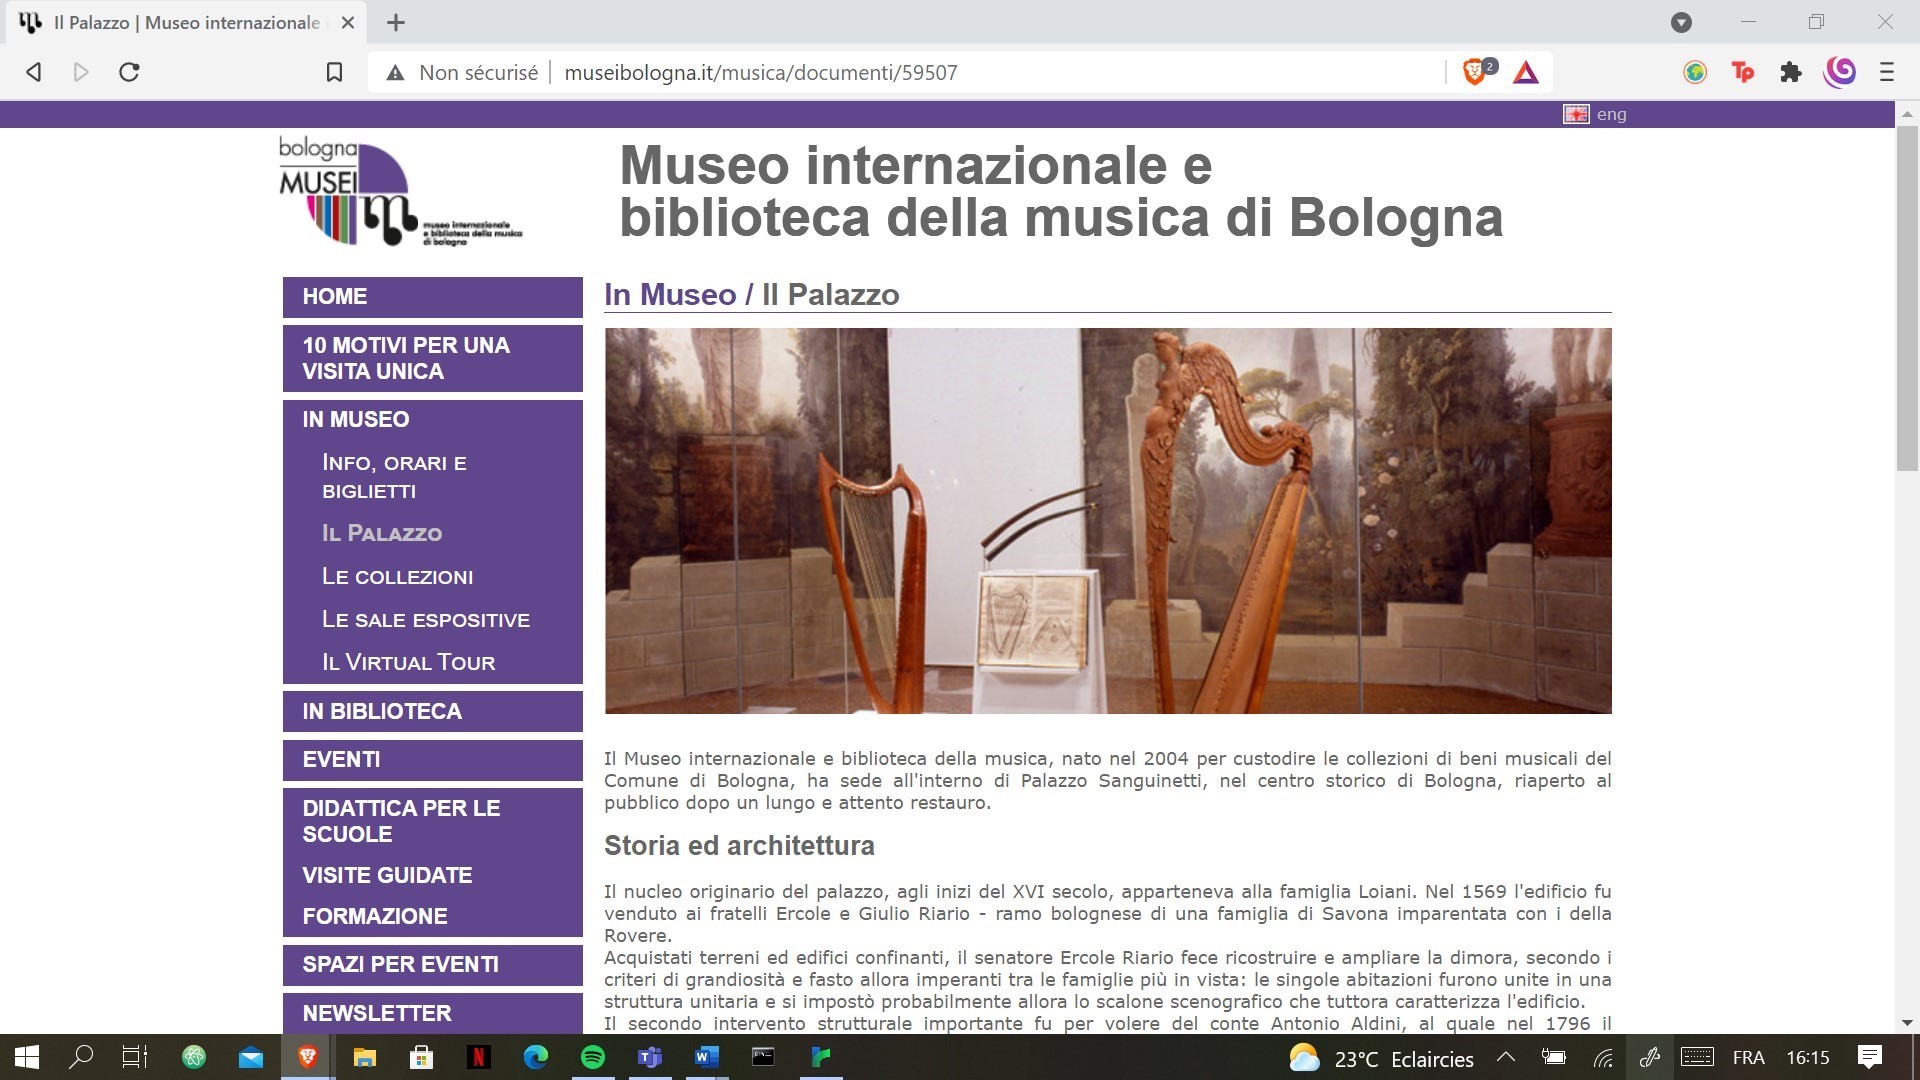 Il Palazzo | Museo internazionale
Non sécurisé
museibologna.it/musica/documenti/59507
2
Tp
eng
bologna
MUSEI
museo internazionale
e biblioteca della musica
di bologna
Museo internazionale e
biblioteca della musica di Bologna
HOME
10 MOTIVI PER UNA
VISITA UNICA
IN MUSEO
INFO, ORARI E
BIGLIETTI
IL PALAZZO
LE COLLEZIONI
LE SALE ESPOSITIVE
IL VIRTUAL TOUR
IN BIBLIOTECA
EVENTI
DIDATTICA PER LE
SCUOLE
VISITE GUIDATE
FORMAZIONE
SPAZI PER EVENTI
NEWSLETTER
In Museo / Il Palazzo
Il Museo internazionale e biblioteca della musica, nato nel 2004 per custodire le collezioni di beni musicali del
Comune di Bologna, ha sede all'interno di Palazzo Sanguinetti, nel centro storico di Bologna, riaperto al
pubblico dopo un lungo e attento restauro.
Storia ed architettura
Il nucleo originario del palazzo, agli inizi del XVI secolo, apparteneva alla famiglia Loiani. Nel 1569 l'edificio fu
venduto ai fratelli Ercole e Giulio Riario - ramo bolognese di una famiglia di Savona imparentata con i della
Rovere.
Acquistati terreni ed edifici confinanti, il senatore Ercole Riario fece ricostruire e ampliare la dimora, secondo i
criteri di grandiosità e fasto allora imperanti tra le famiglie più in vista: le singole abitazioni furono unite in una
struttura unitaria e si impostò probabilmente allora lo scalone scenografico che tuttora caratterizza l'edificio.
Il secondo intervento strutturale importante fu per volere del conte Antonio Aldini, al quale nel 1796 il
23°C Eclaircies
FRA
16:15